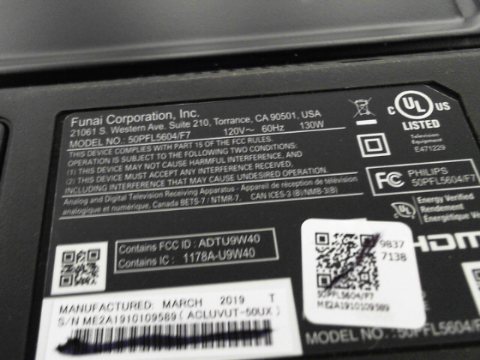 Funai Corporation, Inc.
21061 S. Western Ave. Suite 210, Torrance, CA 90501, USA
MODEL NO : 50PFL5604/F7 120V~ 60Hz 130W
THIS DEVICE COMPLIES WITH PART 15 OF THE FCC RULES.
OPERATION IS SUBJECT TO THE FOLLOWING TWO CONDITIONS:
(1) THIS DEVICE MAY NOT CAUSE HARMFUL INTERFERENCE, AND
(2) THIS DEVICE MUST ACCEPT ANY INTERFERENCE RECEIVED,
INCLUDING INTERFERENCE THAT MAY CAUSE UNDESIRED OPERATION.
Analog and Digital Television Receiving Apparatus - Appareil de réception de télévision
analogique et numérique, Canada BETS-7 / NTMR-7. CAN ICES-3 (B)/NMB-3(B)
C UL US
LISTED
Television
Equipment
E471229
FC PHILIPS
50PFL5604/F7
Energy Verified
Rendement
Énergétique Vérifié
Contains FCC ID : ADTU9W40
Contains IC : 1178A-U9W40
9837
7138
50PFL5604/F7
ME2A1910109589
HDMI
MANUFACTURED: MARCH 2019 T
S/N ME2A1910109589 (ACLUVUT-50UX)
50PFL5604/F